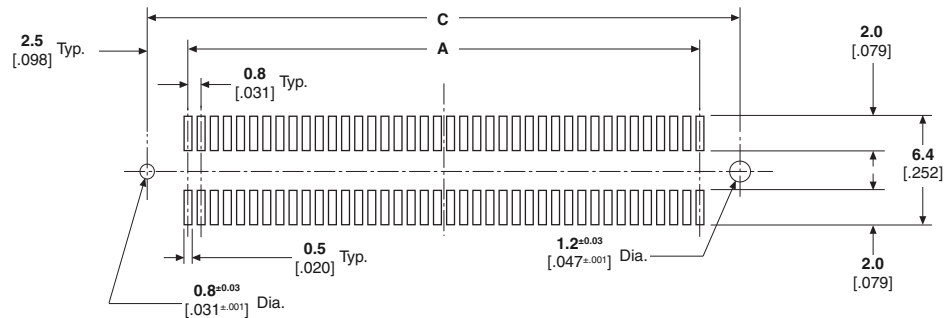 C
2.5 Typ.
[.098]
A
2.0
[.079]
0.8 Typ.
[.031]
6.4
[.252]
0.5 Typ.
[.020]
1.2±0.03 Dia.
[.047±.001]
2.0
[.079]
0.8±0.03 Dia.
[.031±.001]